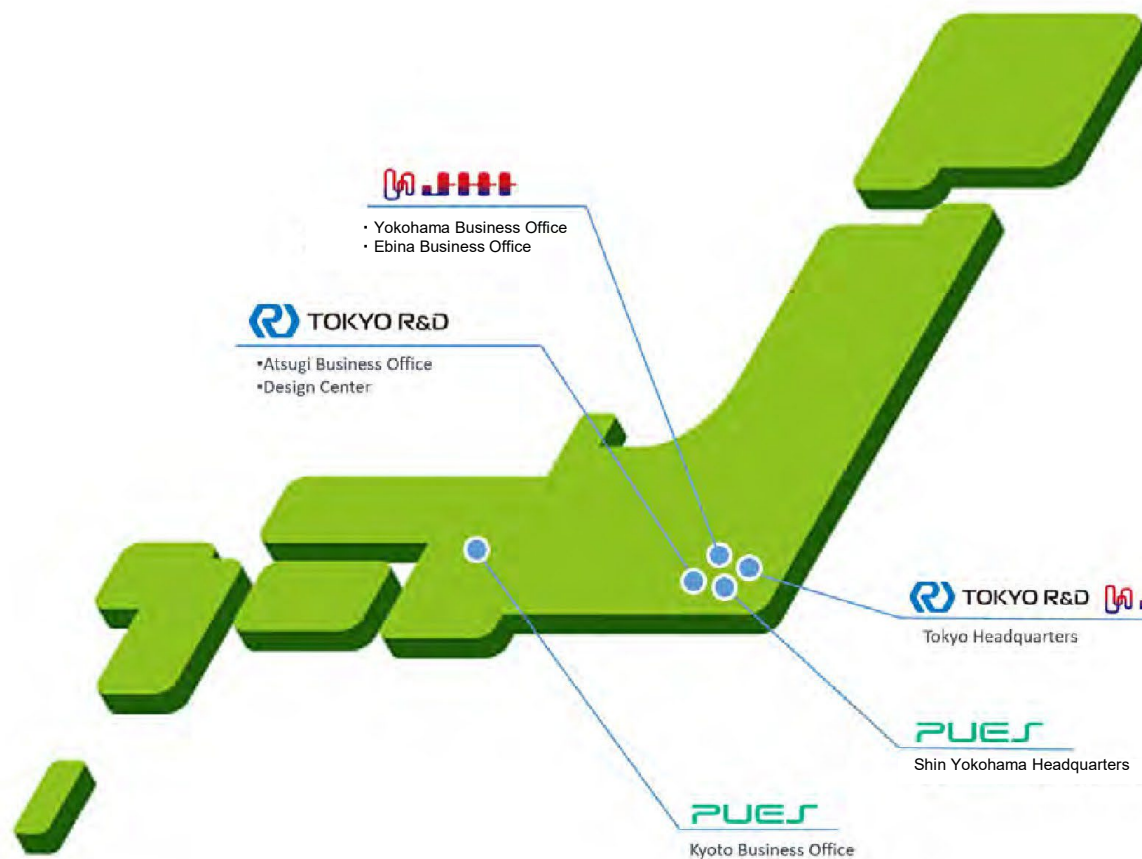 ・ Yokohama Business Office
・ Ebina Business Office
TOKYO R&D
•Atsugi Business Office
•Design Center
TOKYO R&D
Tokyo Headquarters
PUES
Shin Yokohama Headquarters
PUES
Kyoto Business Office